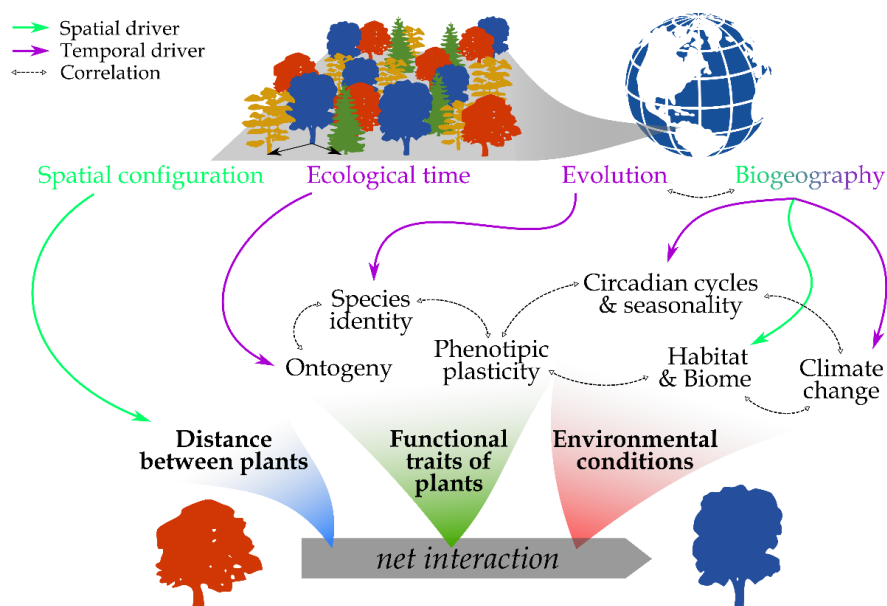 Spatial driver
Temporal driver
Correlation
Spatial configuration
Ecological time
Evolution
Biogeography
Species
identity
Circadian cycles
& seasonality
Ontogeny
Phenotipic
plasticity
Habitat
& Biome
Climate
change
Distance
between plants
Functional
traits of
plants
Environmental
conditions
net interaction